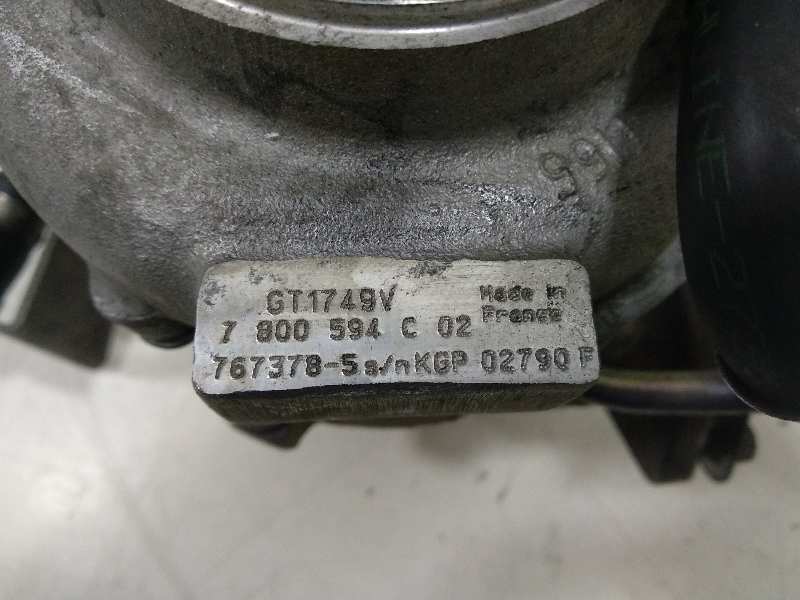 GT1749V
Made in
France
7 800 594 C 02
767378-5 s/n KGP 02790 F